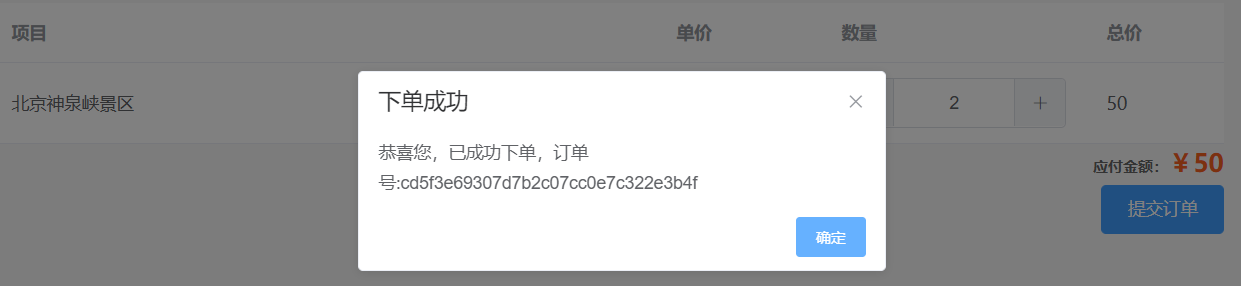 项目 单价 数量 总价
北京神泉峡景区 2 + 50
下单成功
恭喜您，已成功下单，订单
号:cd5f3e69307d7b2c07cc0e7c322e3b4f
确定
应付金额： ¥ 50
提交订单